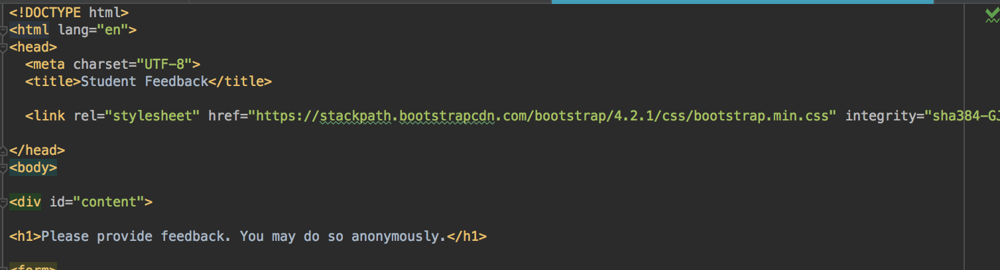 <!DOCTYPE html>
<html lang="en">
<head>
<meta charset="UTF-8">
<title>Student Feedback</title>
<link rel="stylesheet" href="https://stackpath.bootstrapcdn.com/bootstrap/4.2.1/css/bootstrap.min.css" integrity="sha384-GJ
</head>
<body>
<div id="content">
<h1>Please provide feedback. You may do so anonymously.</h1>
<form>